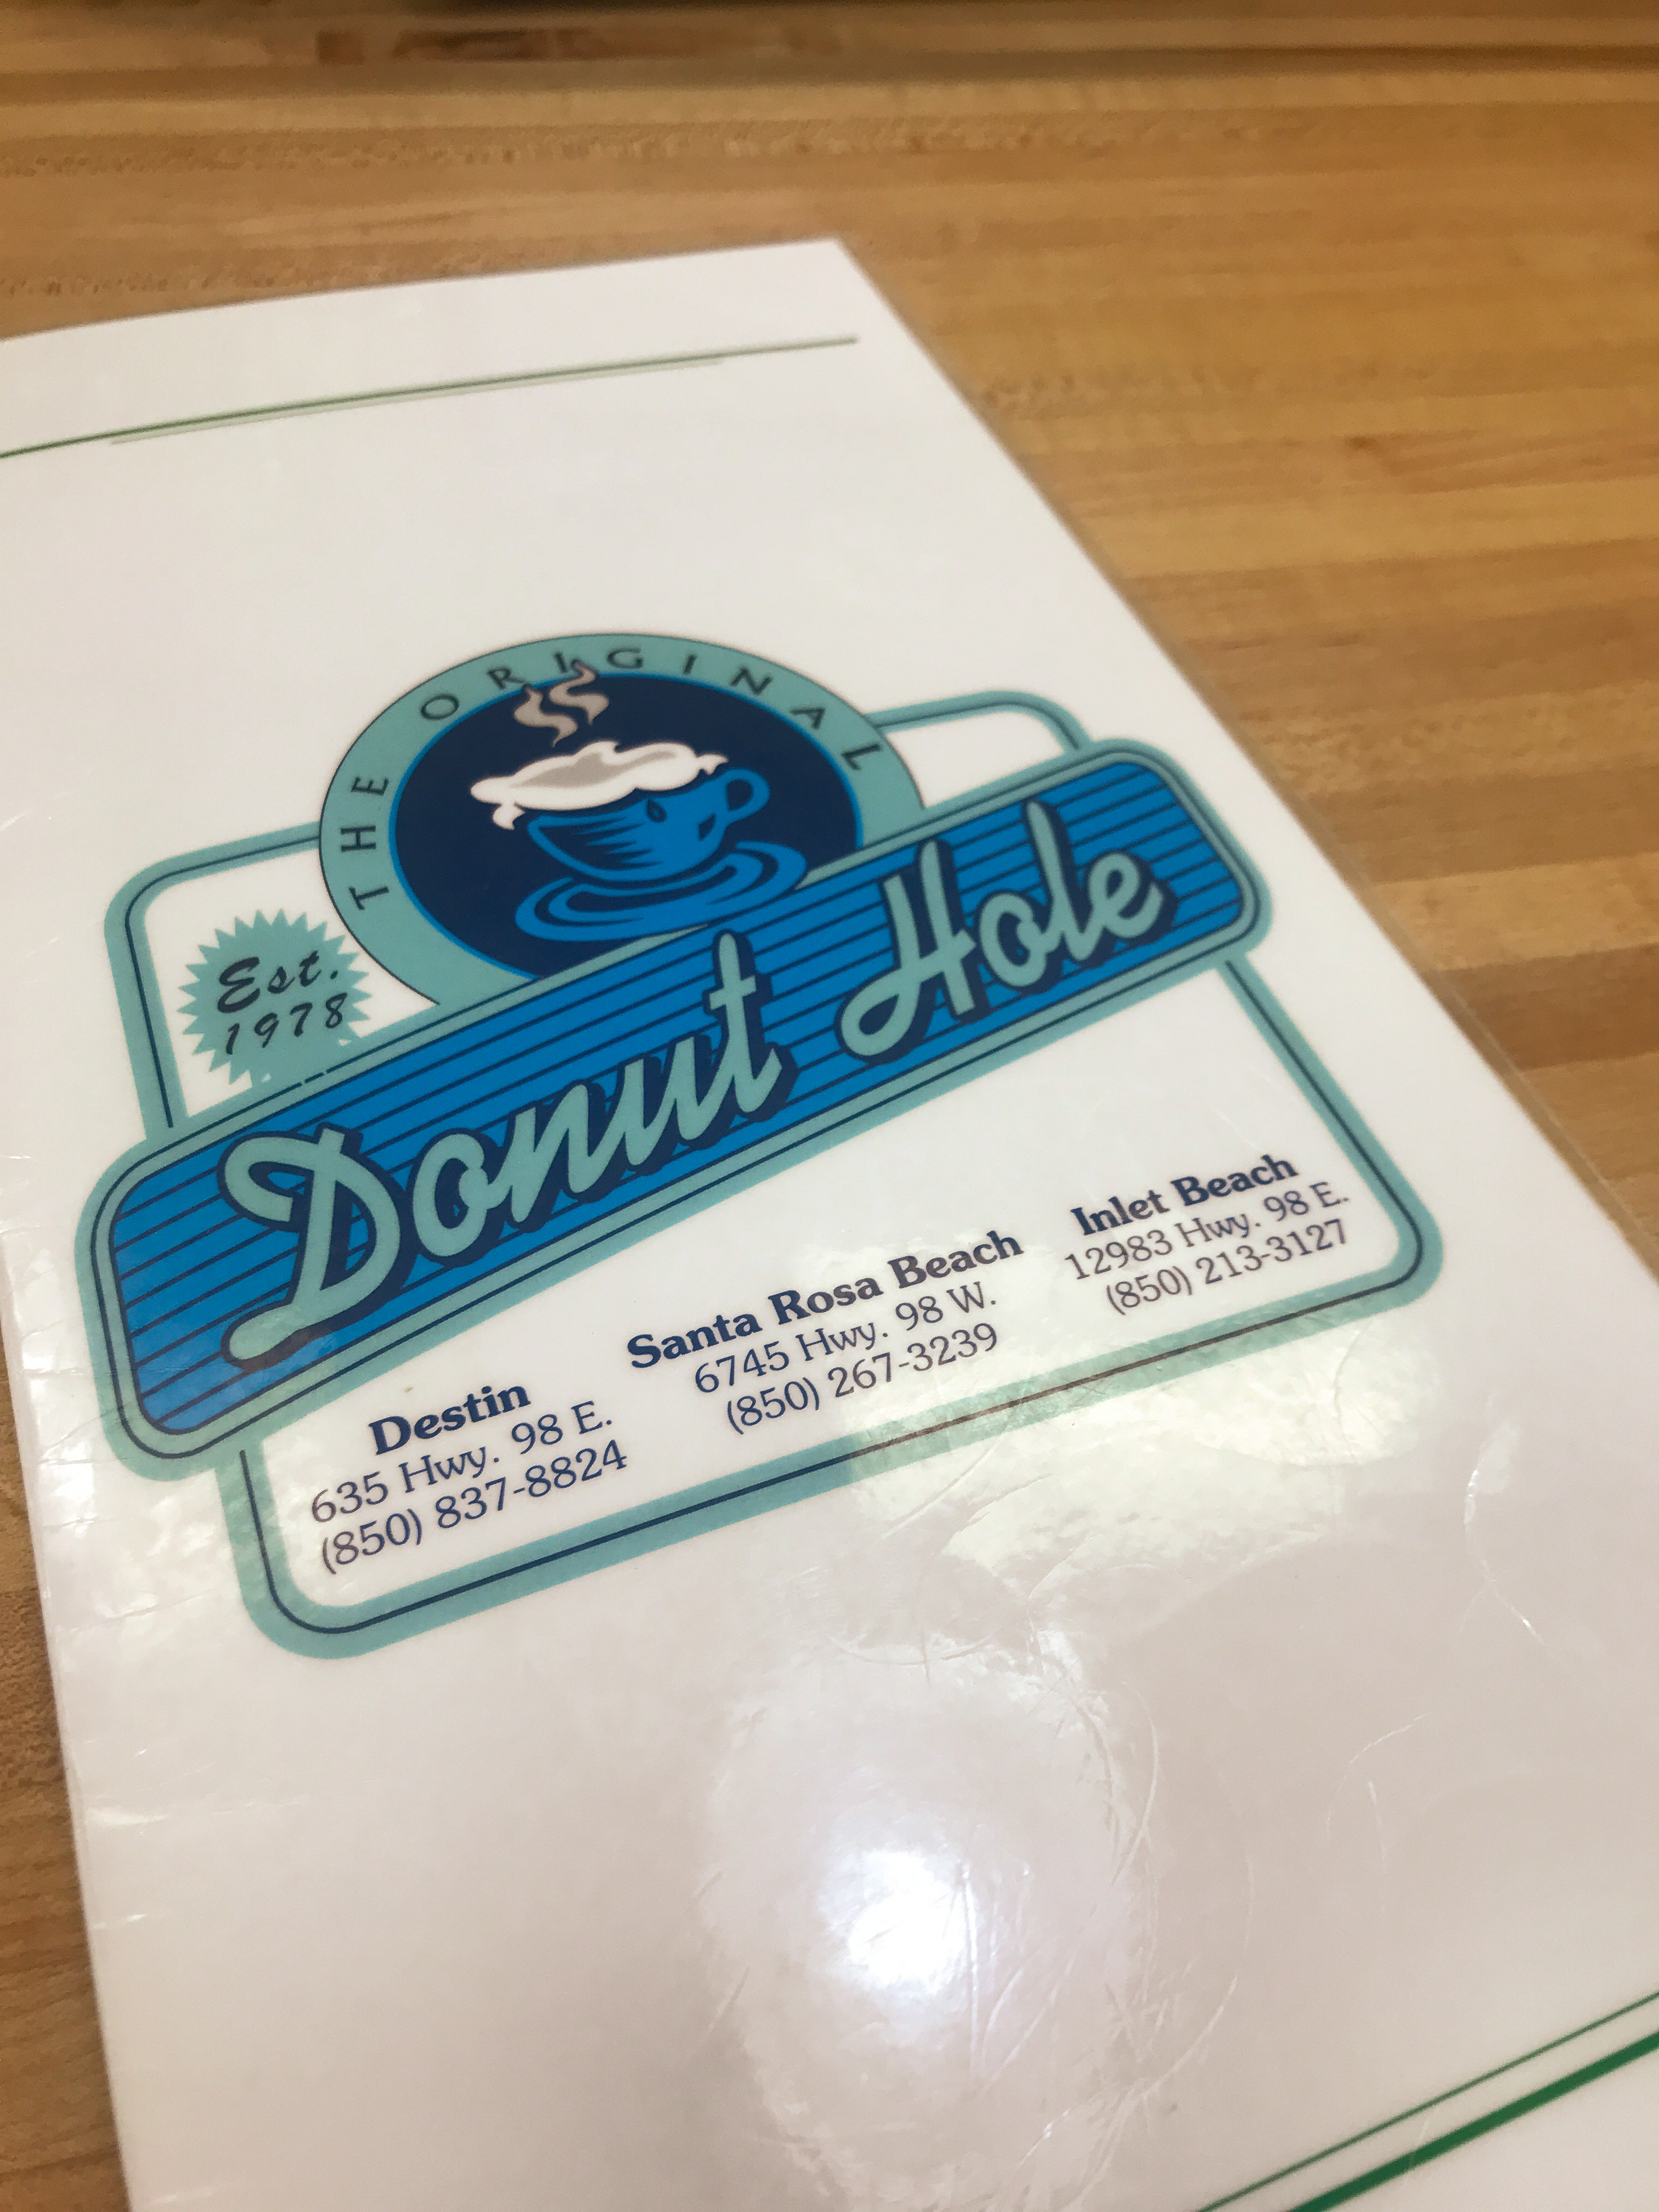 THE ORIGINAL
Est.
1978
Donut Hole
Destin
635 Hwy. 98 E.
(850) 837-8824
Santa Rosa Beach
6745 Hwy. 98 W.
(850) 267-3239
Inlet Beach
12983 Hwy. 98 E.
(850) 213-3127